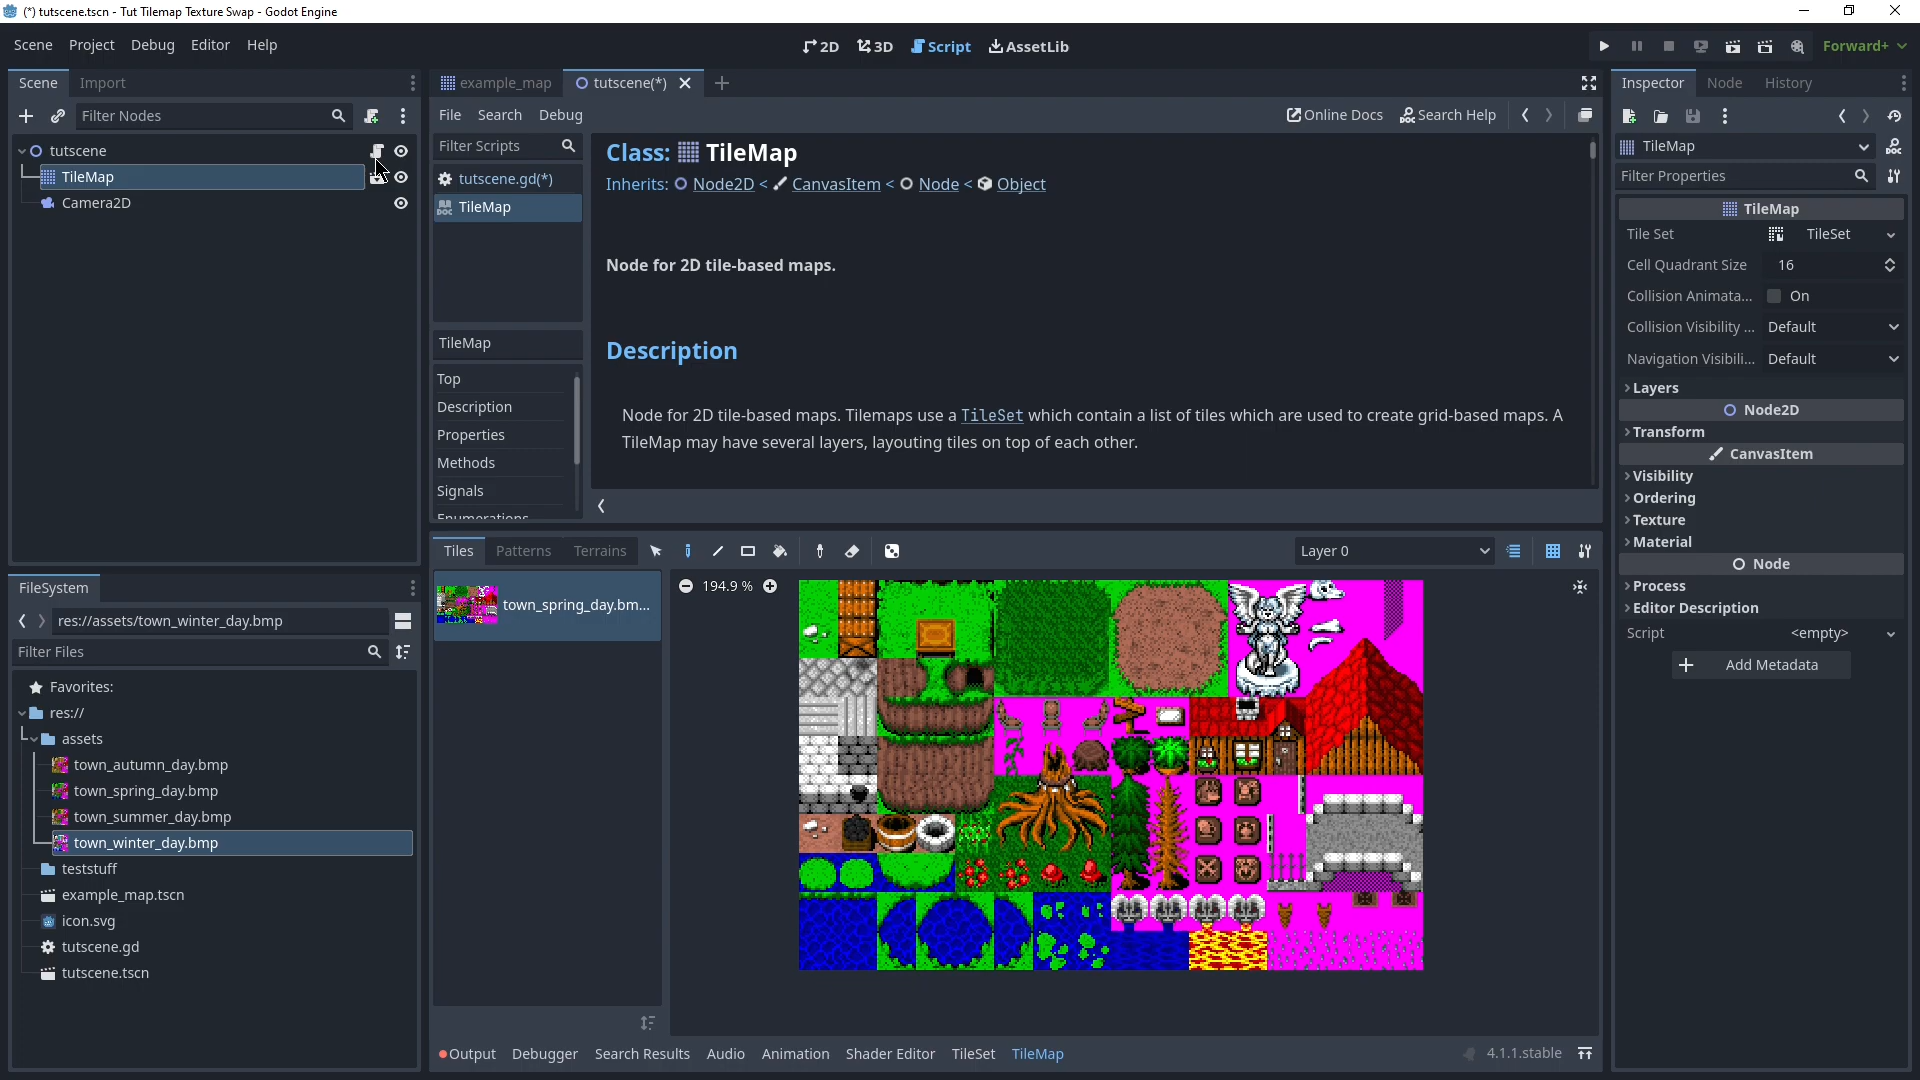 (*) tutscene.tscn - Tut Tilemap Texture Swap - Godot Engine
Scene Project Debug Editor Help
2D 3D Script AssetLib
Forward+
Scene Import
Filter Nodes
tutscene
TileMap
Camera2D
FileSystem
res://assets/town_winter_day.bmp
Filter Files
Favorites:
res://
assets
town_autumn_day.bmp
town_spring_day.bmp
town_summer_day.bmp
town_winter_day.bmp
teststuff
example_map.tscn
icon.svg
tutscene.gd
tutscene.tscn
example_map tutscene(*)
File Search Debug
Online Docs Search Help
Filter Scripts
tutscene.gd(*)
TileMap
TileMap
Top
Description
Properties
Methods
Signals
Enumerations
Class: TileMap
Inherits: Node2D < CanvasItem < Node < Object
Node for 2D tile-based maps.
Description
Node for 2D tile-based maps. Tilemaps use a TileSet which contain a list of tiles which are used to create grid-based maps. A
TileMap may have several layers, layouting tiles on top of each other.
Tiles Patterns Terrains
Layer 0
town_spring_day.bm...
194.9 %
Output Debugger Search Results Audio Animation Shader Editor TileSet TileMap
4.1.1.stable
Inspector Node History
TileMap
Filter Properties
TileMap
Tile Set TileSet
Cell Quadrant Size 16
Collision Animata... On
Collision Visibility ... Default
Navigation Visibili... Default
Layers
Node2D
Transform
CanvasItem
Visibility
Ordering
Texture
Material
Node
Process
Editor Description
Script <empty>
Add Metadata